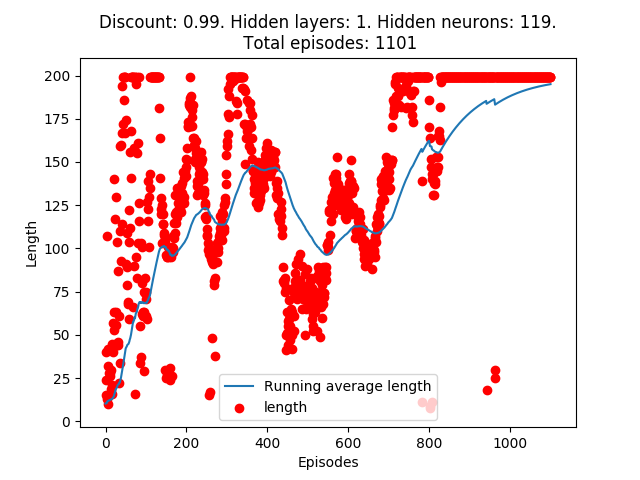 Discount: 0.99. Hidden layers: 1. Hidden neurons: 119.
Total episodes: 1101
200
175
150
125
100
75
50
25
0
Length
Running average length
length
0
200
400
600
800
1000
Episodes